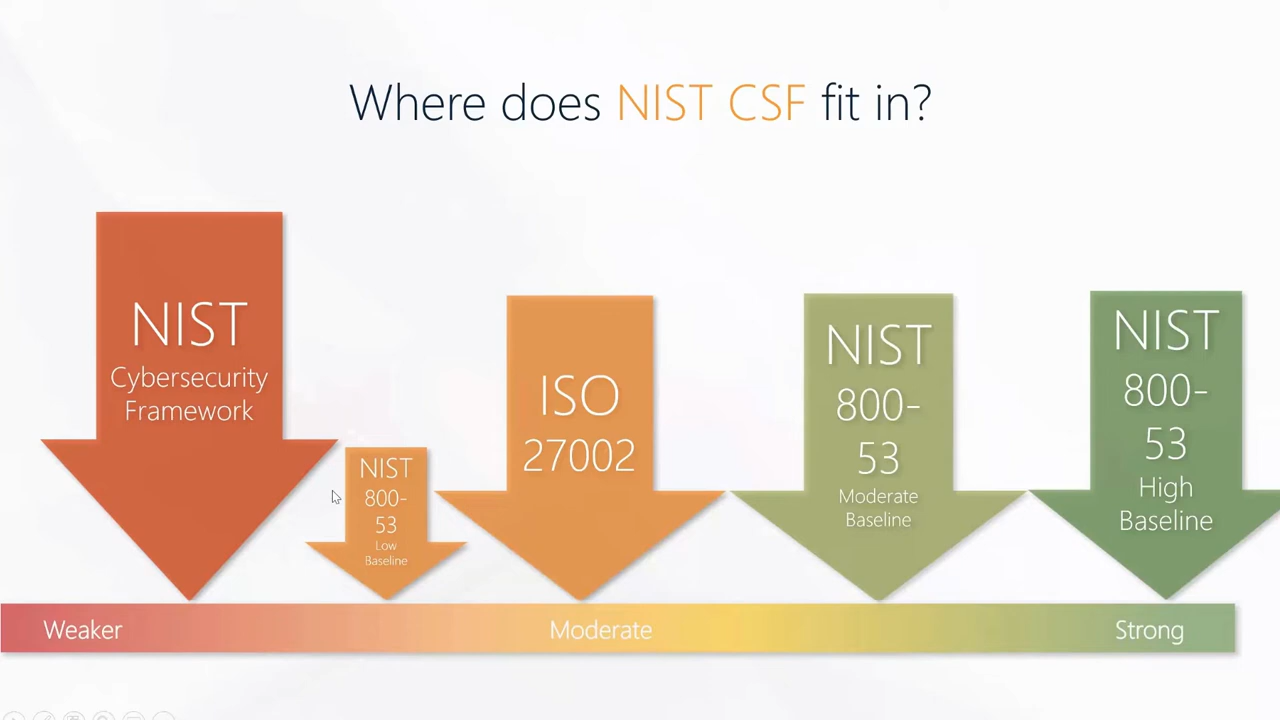 Where does NIST CSF fit in?
NIST
Cybersecurity
Framework
NIST
800-
53
Low
Baseline
ISO
27002
NIST
800-
53
Moderate
Baseline
NIST
800-
53
High
Baseline
Weaker
Moderate
Strong